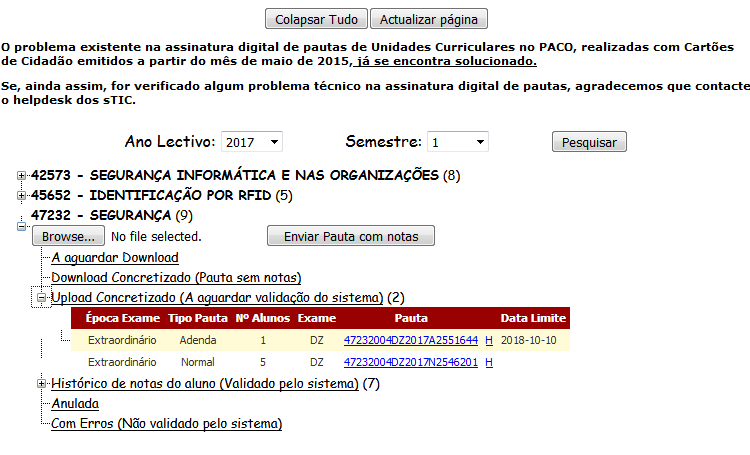 Colapsar Tudo Actualizar página
O problema existente na assinatura digital de pautas de Unidades Curriculares no PACO, realizadas com Cartões
de Cidadão emitidos a partir do mês de maio de 2015, já se encontra solucionado.
Se, ainda assim, for verificado algum problema técnico na assinatura digital de pautas, agradecemos que contacte
o helpdesk dos sTIC.
Ano Lectivo: 2017 Semestre: 1 Pesquisar
42573 - SEGURANÇA INFORMÁTICA E NAS ORGANIZAÇÕES (8)
45652 - IDENTIFICAÇÃO POR RFID (5)
47232 - SEGURANÇA (9)
Browse... No file selected. Enviar Pauta com notas
A aguardar Download
Download Concretizado (Pauta sem notas)
Upload Concretizado (A aguardar validação do sistema) (2)
Época Exame Tipo Pauta Nº Alunos Exame Pauta Data Limite
Extraordinário Adenda 1 DZ 47232004DZ2017A2551644 H 2018-10-10
Extraordinário Normal 5 DZ 47232004DZ2017N2546201 H
Histórico de notas do aluno (Validado pelo sistema) (7)
Anulada
Com Erros (Não validado pelo sistema)